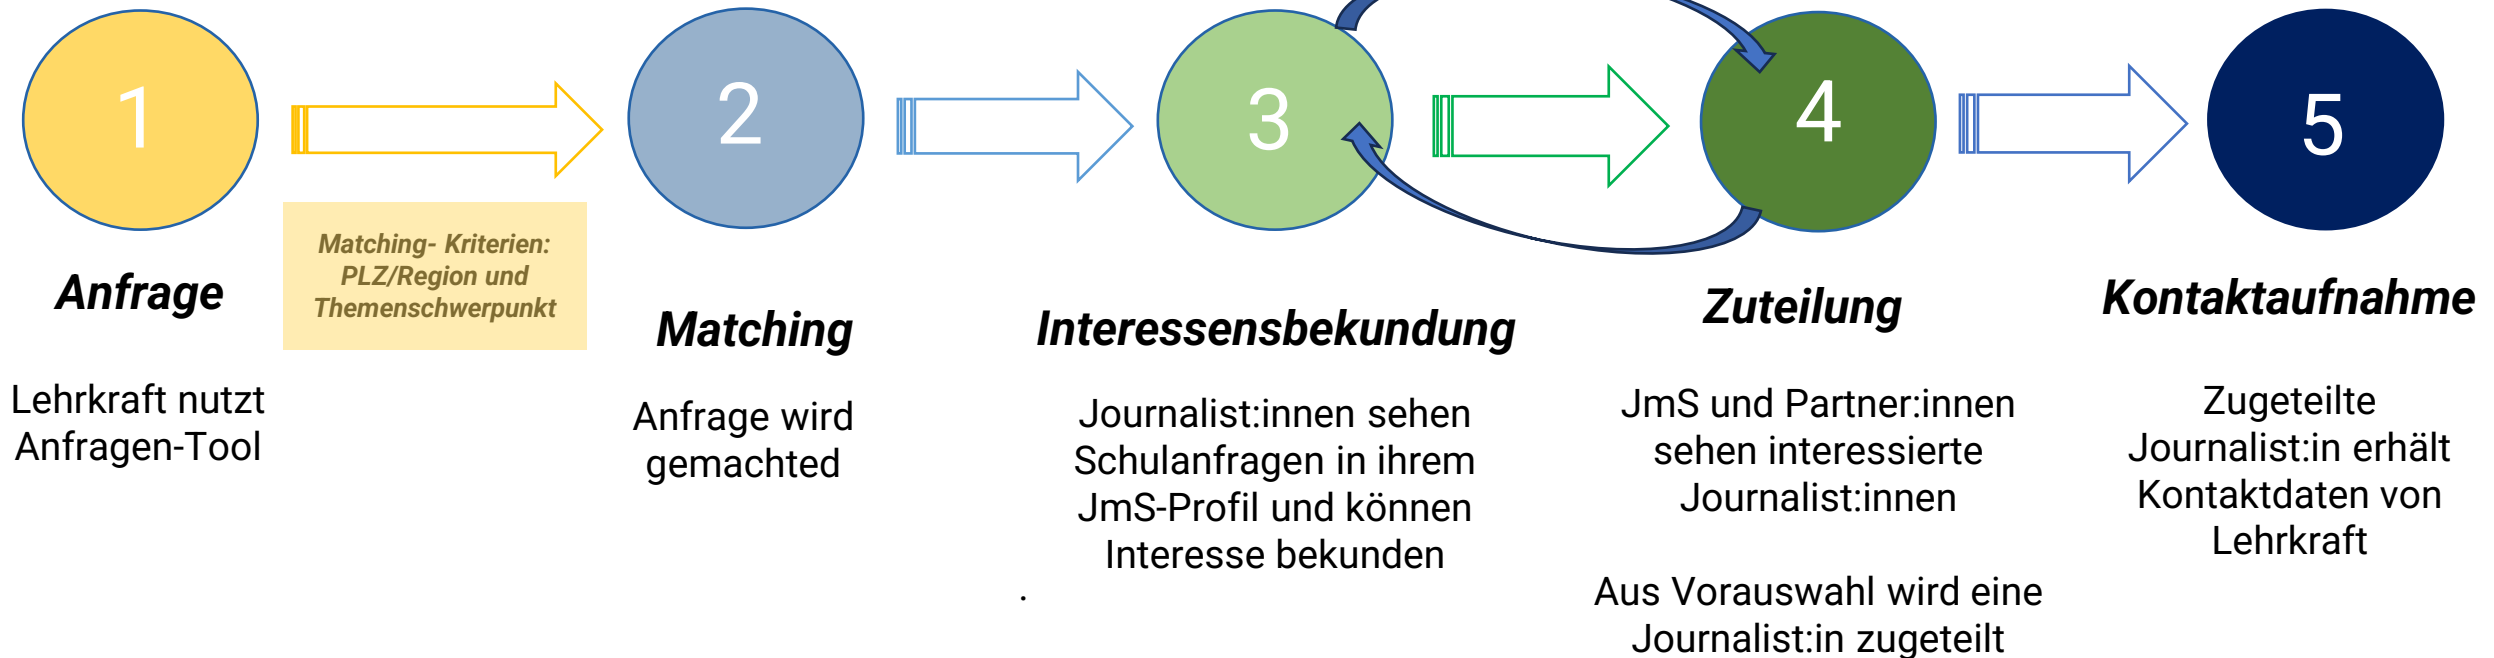 1
Anfrage
Lehrkraft nutzt
Anfragen-Tool
Matching- Kriterien:
PLZ/Region und
Themenschwerpunkt
2
Matching
Anfrage wird
gemachted
3
Interessensbekundung
Journalist:innen sehen
Schulanfragen in ihrem
JmS-Profil und können
Interesse bekunden
.
4
Zuteilung
JmS und Partner:innen
sehen interessierte
Journalist:innen
Aus Vorauswahl wird eine
Journalist:in zugeteilt
5
Kontaktaufnahme
Zugeteilte
Journalist:in erhält
Kontaktdaten von
Lehrkraft